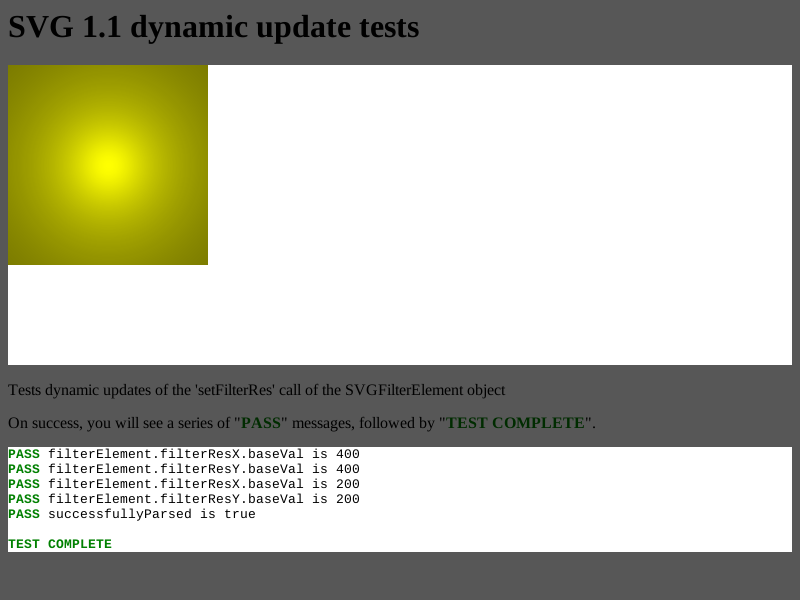 SVG 1.1 dynamic update tests
Tests dynamic updates of the 'setFilterRes' call of the SVGFilterElement object
On success, you will see a series of "PASS" messages, followed by "TEST COMPLETE".
PASS filterElement.filterResX.baseVal is 400
PASS filterElement.filterResY.baseVal is 400
PASS filterElement.filterResX.baseVal is 200
PASS filterElement.filterResY.baseVal is 200
PASS successfullyParsed is true
TEST COMPLETE